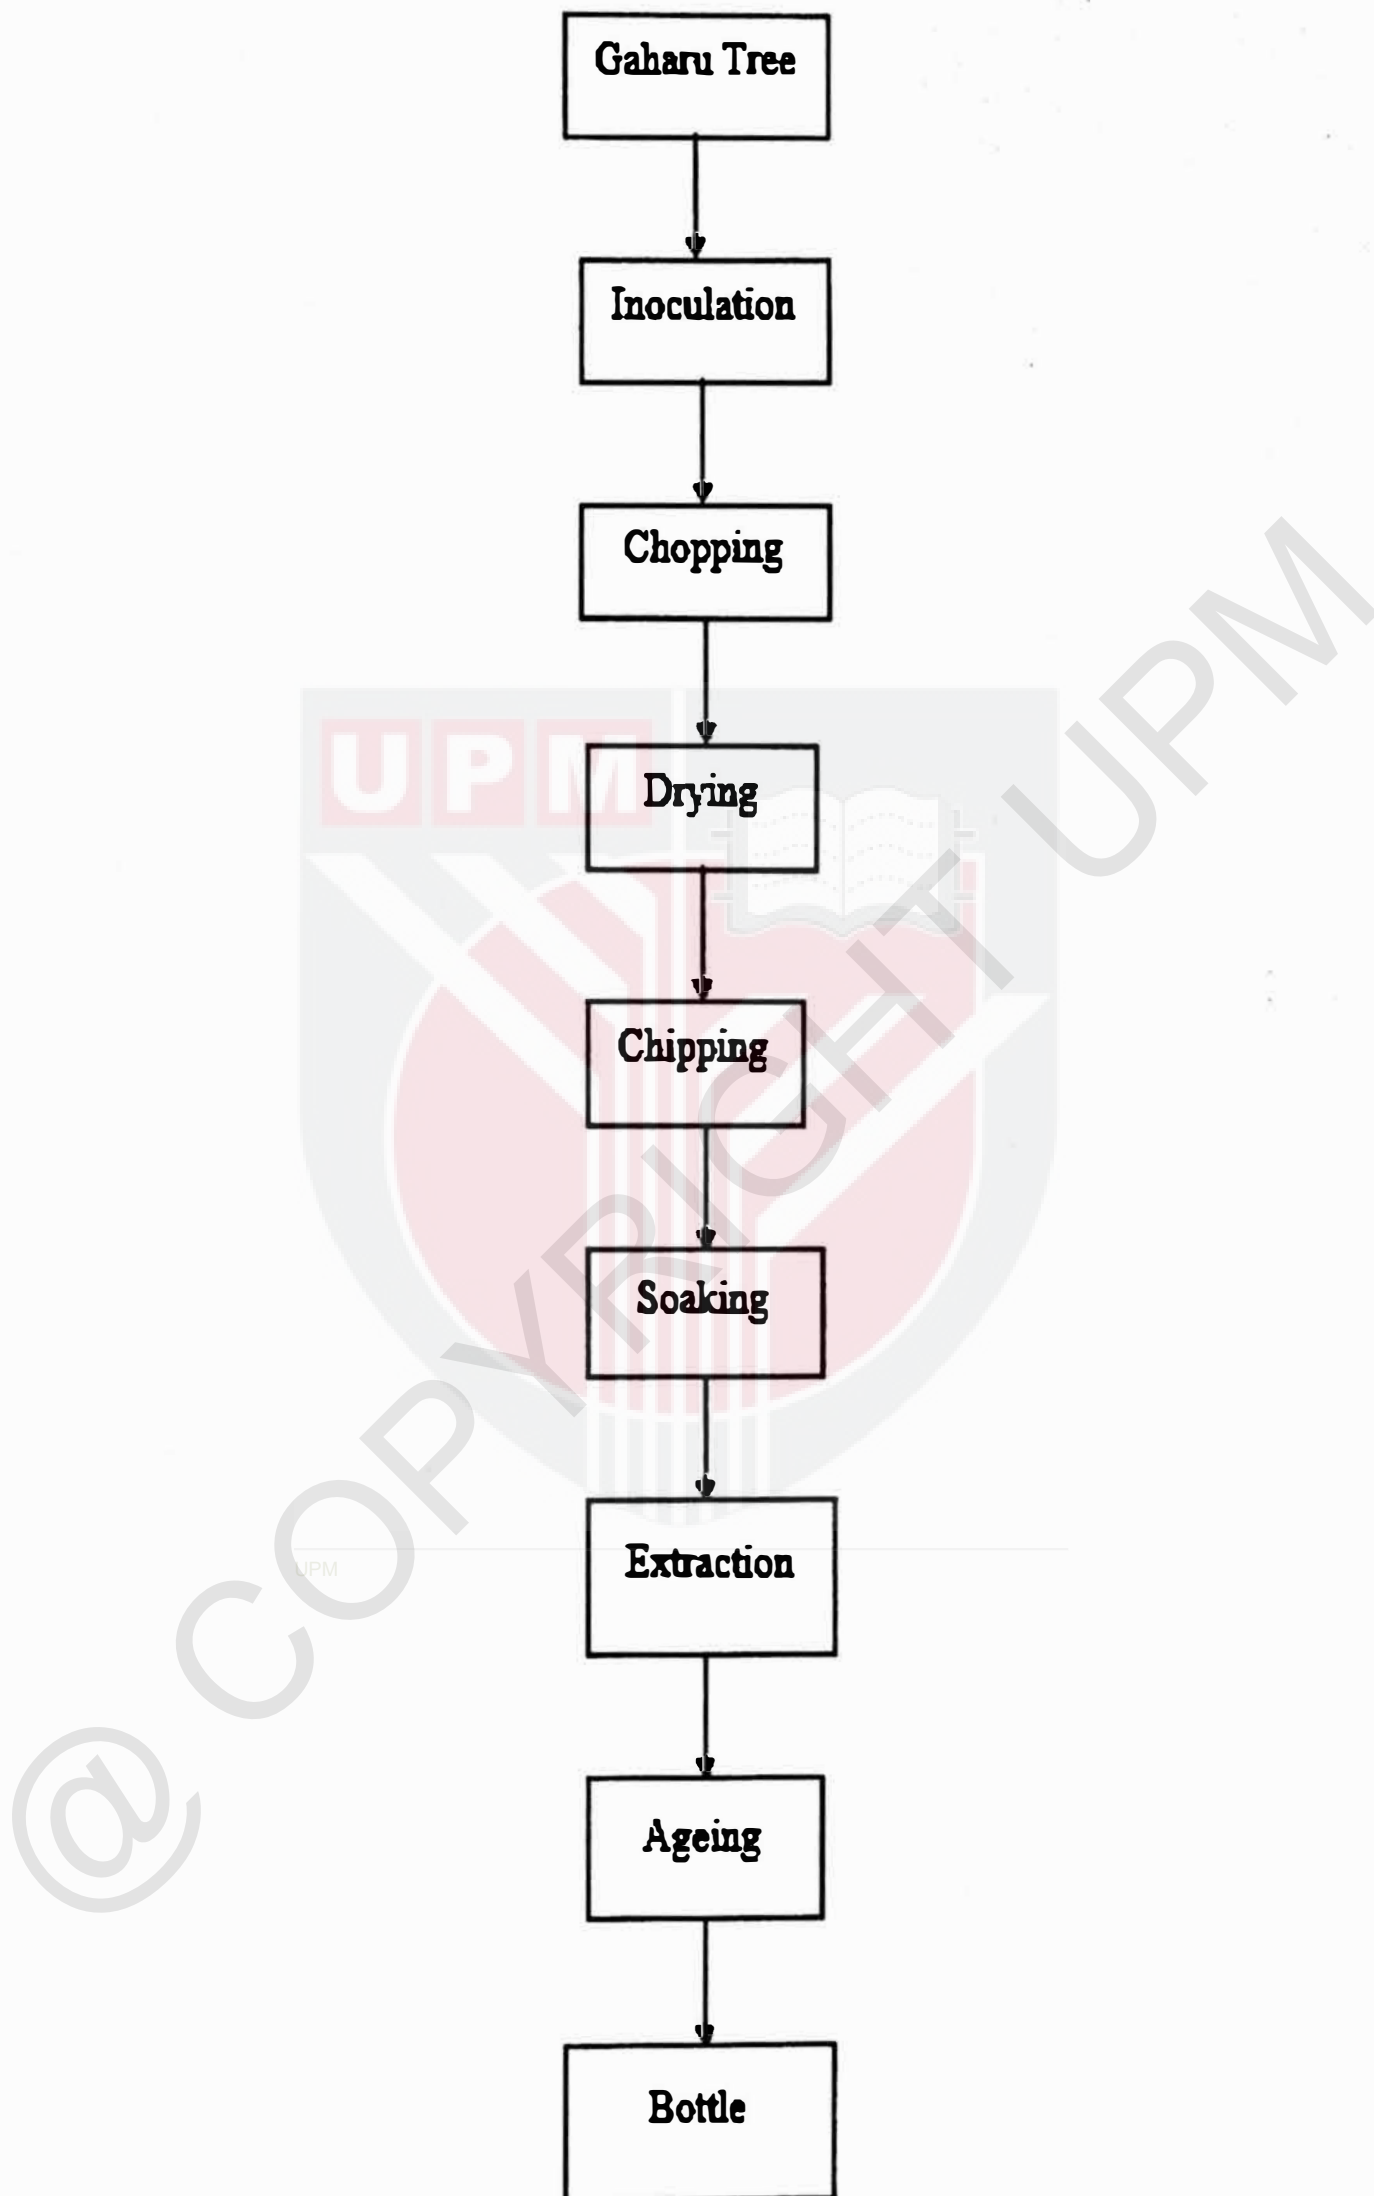 Gaharu Tree
Inoculation
Chopping
UPM
Drying
Chipping
Soaking
Extraction
UPM
Ageing
Bottle
@ COPYRIGHT UPM